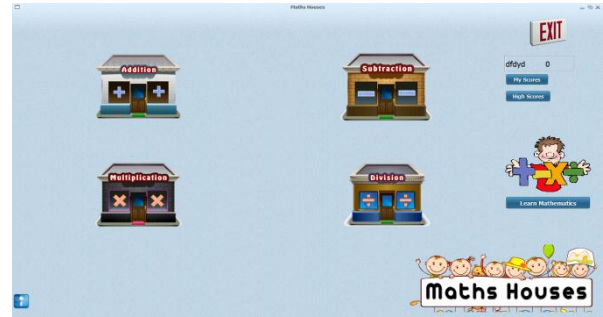 Maths Houses
EXIT
Addition
Subtraction
dfdyd 0
My Scores
High Scores
Multiplication
Division
Learn Mathematics
Maths Houses